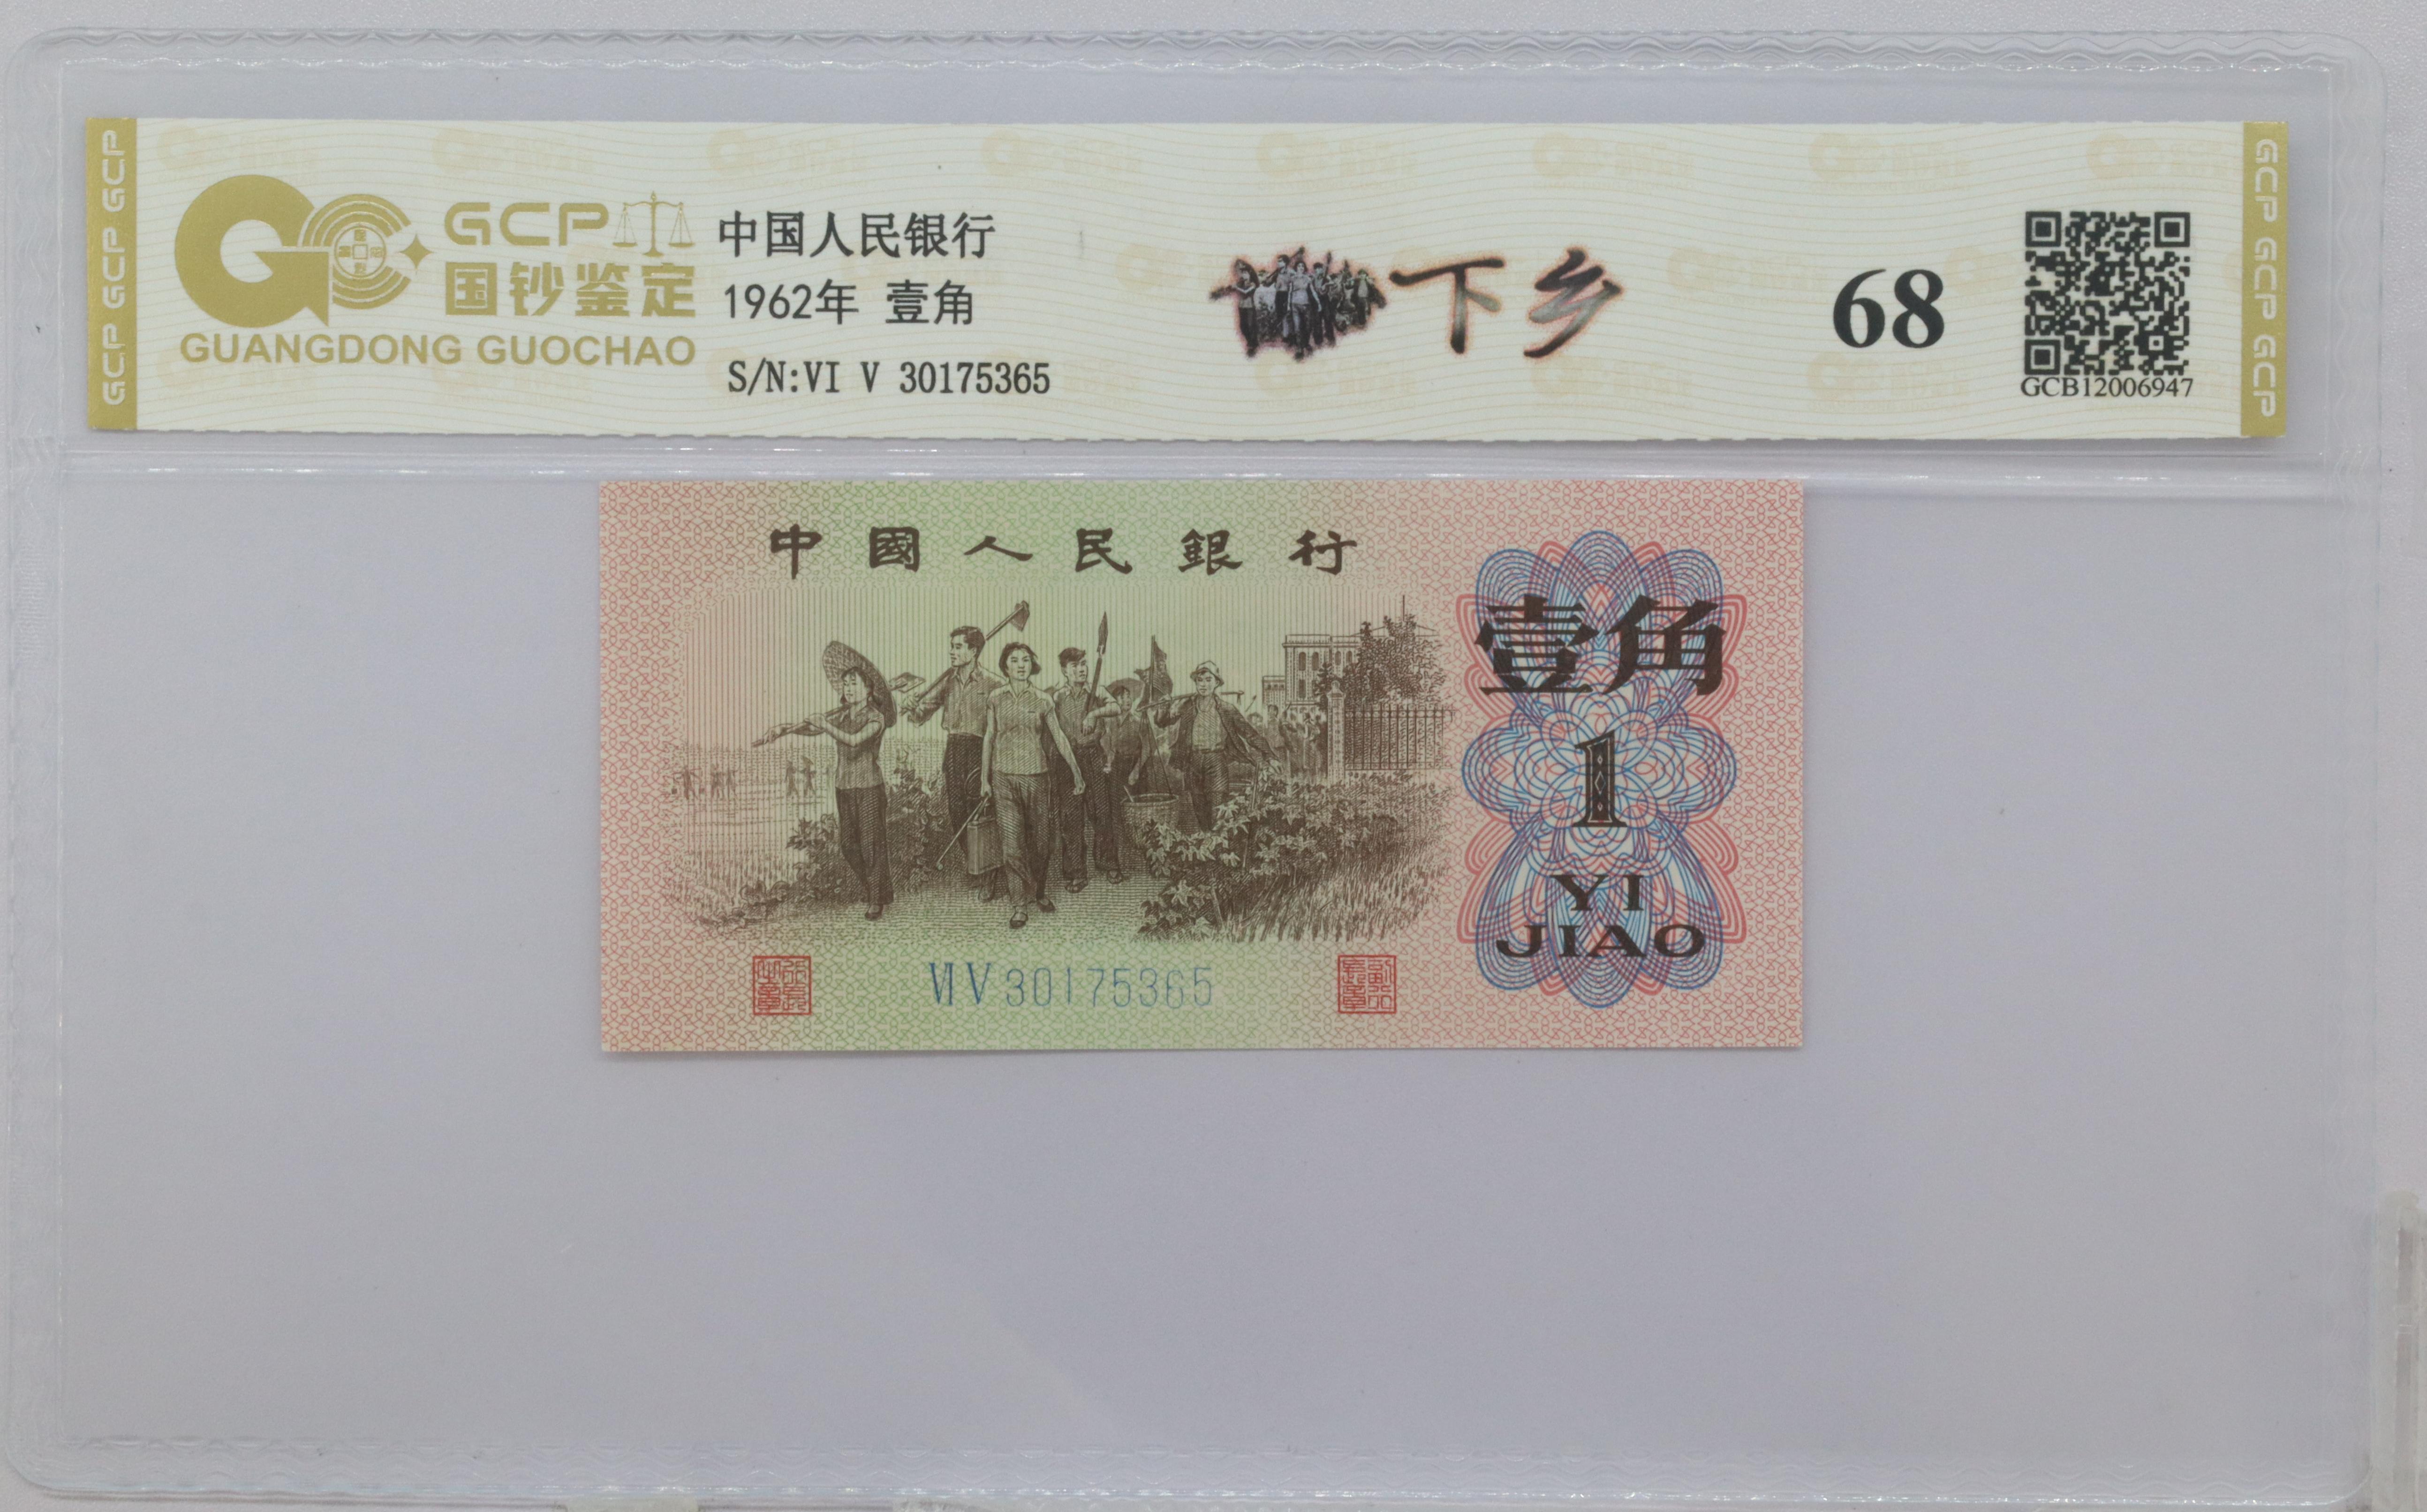 GCP GCP GCP
GCP
国钞鉴定
GUANGDONG GUOCHAO
中国人民银行
1962年 壹角
S/N:VI V 30175365
下乡
68
GCB12006947
GCP GCP GCP
中國人民銀行
壹角
1
YI
JIAO
VI V 30175365